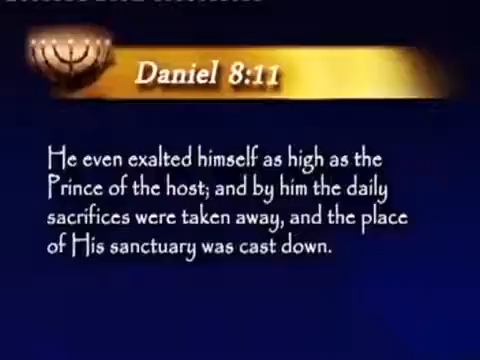 Daniel 8:11
He even exalted himself as high as the
Prince of the host; and by him the daily
sacrifices were taken away, and the place
of His sanctuary was cast down.